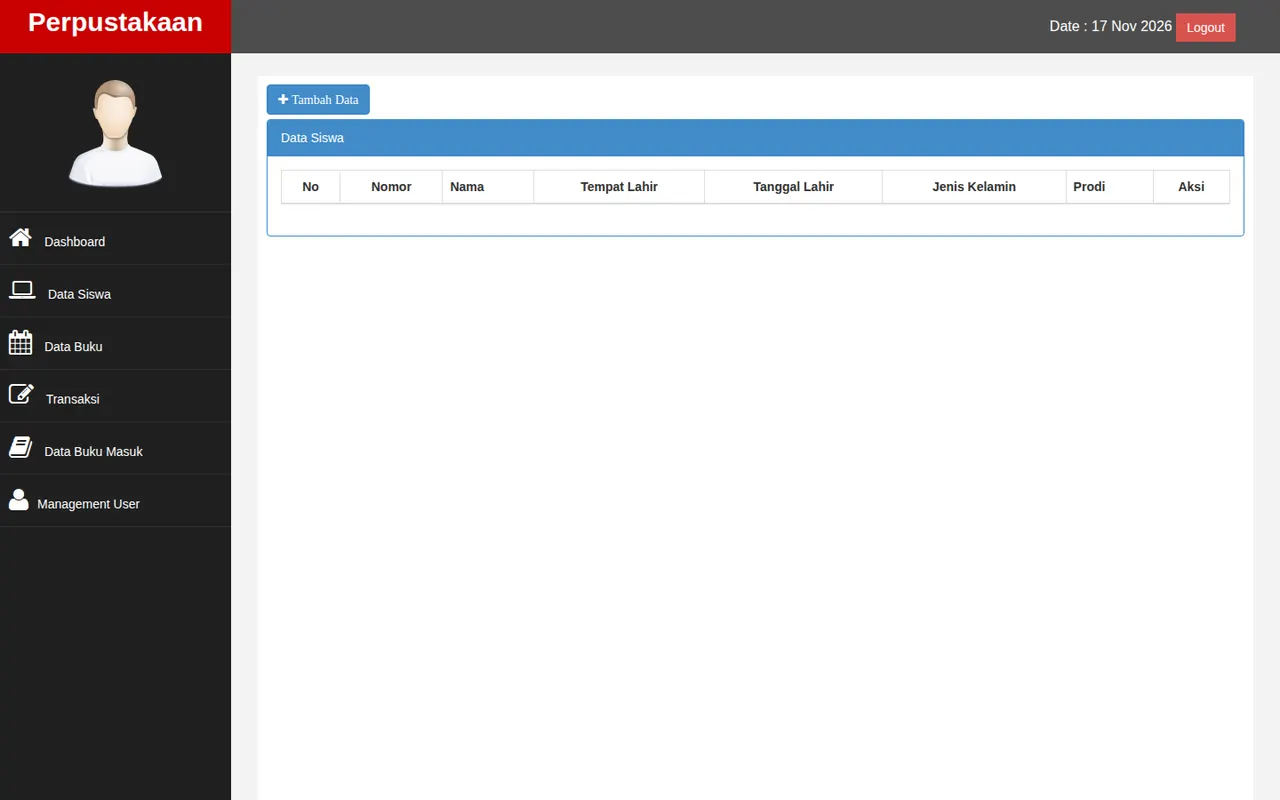 Perpustakaan
Date : 17 Nov 2026 Logout
Tambah Data
Data Siswa
No Nomor Nama Tempat Lahir Tanggal Lahir Jenis Kelamin Prodi Aksi
Dashboard
Data Siswa
Data Buku
Transaksi
Data Buku Masuk
Management User